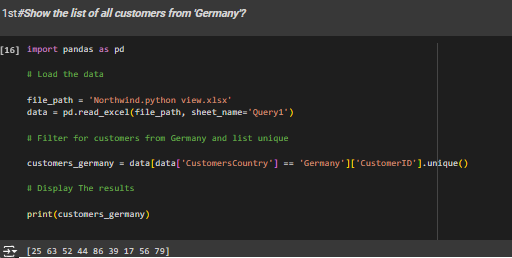 1st#Show the list of all customers from 'Germany'?
[16] import pandas as pd
# Load the data
file_path = 'Northwind.python view.xlsx'
data = pd.read_excel(file_path, sheet_name='Query1')
# Filter for customers from Germany and list unique
customers_germany = data[data['CustomersCountry'] == 'Germany']['CustomerID'].unique()
# Display The results
print(customers_germany)
[25 63 52 44 86 39 17 56 79]